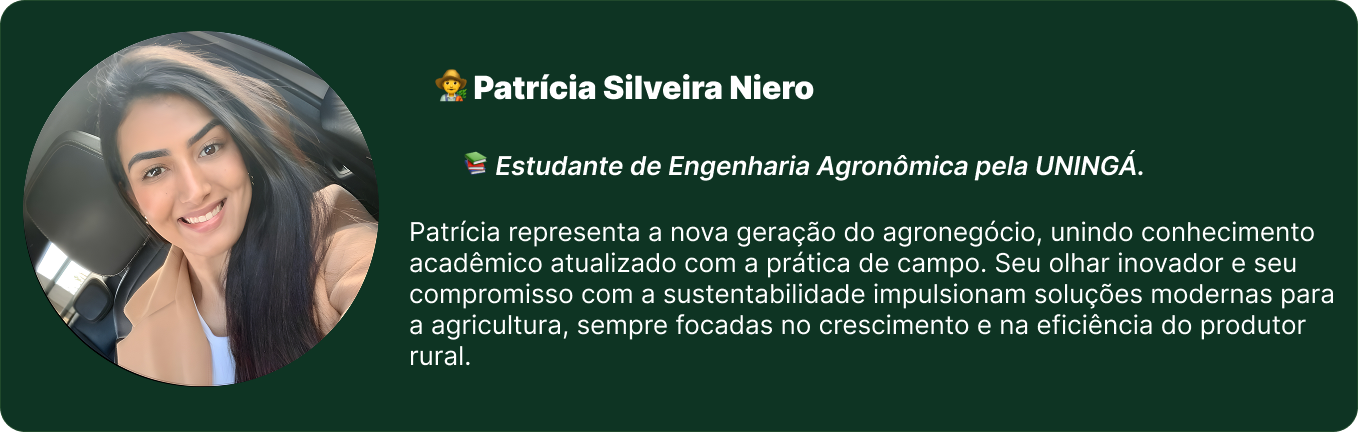 Patrícia Silveira Niero
Estudante de Engenharia Agronômica pela UNINGÁ.
Patrícia representa a nova geração do agronegócio, unindo conhecimento
acadêmico atualizado com a prática de campo. Seu olhar inovador e seu
compromisso com a sustentabilidade impulsionam soluções modernas para
a agricultura, sempre focadas no crescimento e na eficiência do produtor
rural.